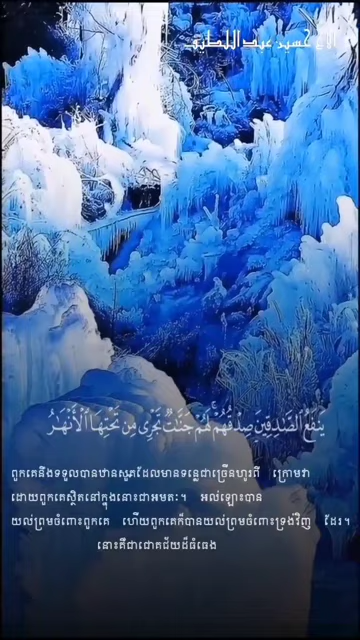 الاخ حسين عبداللطيف
يَنفَعُ ٱلصَّـٰدِقِينَ صِدْقُهُمْ ۚ لَهُمْ جَنَّـٰتٌ تَجْرِى مِن تَحْتِهَا ٱلْأَنْهَـٰرُ
ពួកគេនឹងទទួលបានឋានសួគ៌ដែលមានទន្លេជាច្រើនហូរពី ក្រោមវា
ដោយពួកគេស្ថិតនៅក្នុងនោះជាអមតៈ។ អល់ឡោះបាន
យល់ព្រមចំពោះពួកគេ ហើយពួកគេក៏បានយល់ព្រមចំពោះទ្រង់វិញ ដែរ។
នោះគឺជាជោគជ័យដ៏ធំធេង